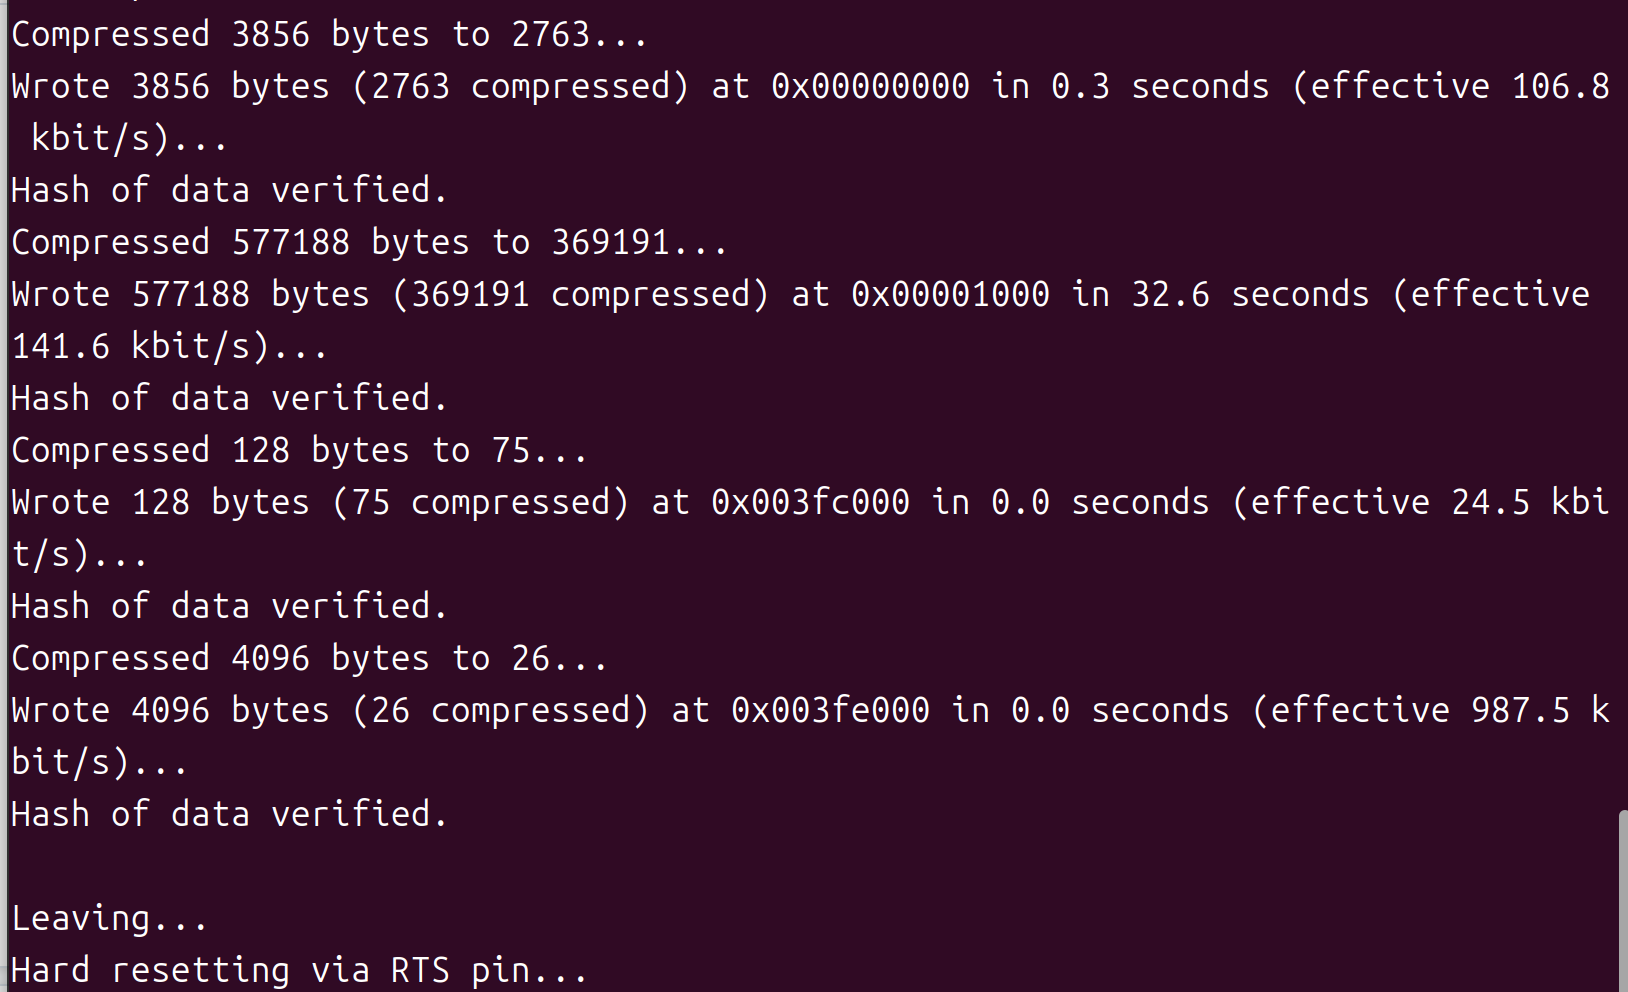 Compressed 3856 bytes to 2763...
Wrote 3856 bytes (2763 compressed) at 0x00000000 in 0.3 seconds (effective 106.8
 kbit/s)...
Hash of data verified.
Compressed 577188 bytes to 369191...
Wrote 577188 bytes (369191 compressed) at 0x00001000 in 32.6 seconds (effective
141.6 kbit/s)...
Hash of data verified.
Compressed 128 bytes to 75...
Wrote 128 bytes (75 compressed) at 0x003fc000 in 0.0 seconds (effective 24.5 kbi
t/s)...
Hash of data verified.
Compressed 4096 bytes to 26...
Wrote 4096 bytes (26 compressed) at 0x003fe000 in 0.0 seconds (effective 987.5 k
bit/s)...
Hash of data verified.

Leaving...
Hard resetting via RTS pin...